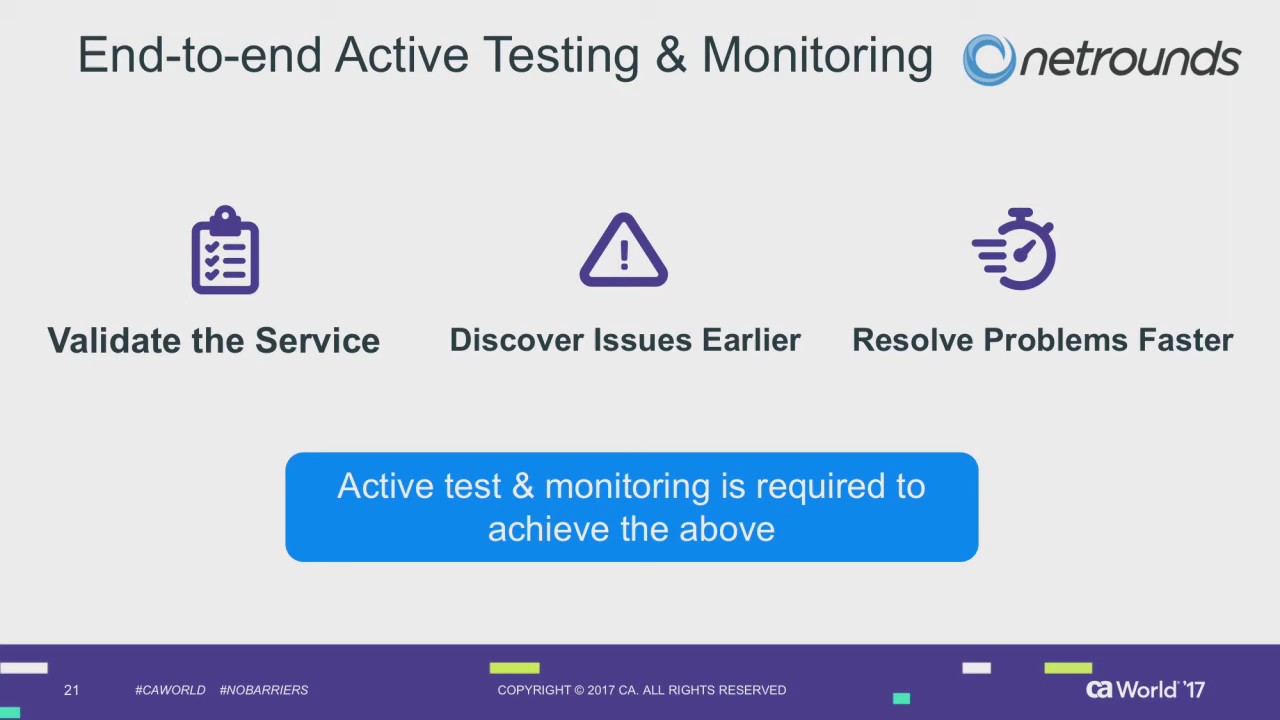 End-to-end Active Testing & Monitoring
netrounds
Validate the Service
Discover Issues Earlier
Resolve Problems Faster
Active test & monitoring is required to
achieve the above
21
#CAWORLD #NOBARRIERS
COPYRIGHT © 2017 CA. ALL RIGHTS RESERVED
ca World '17